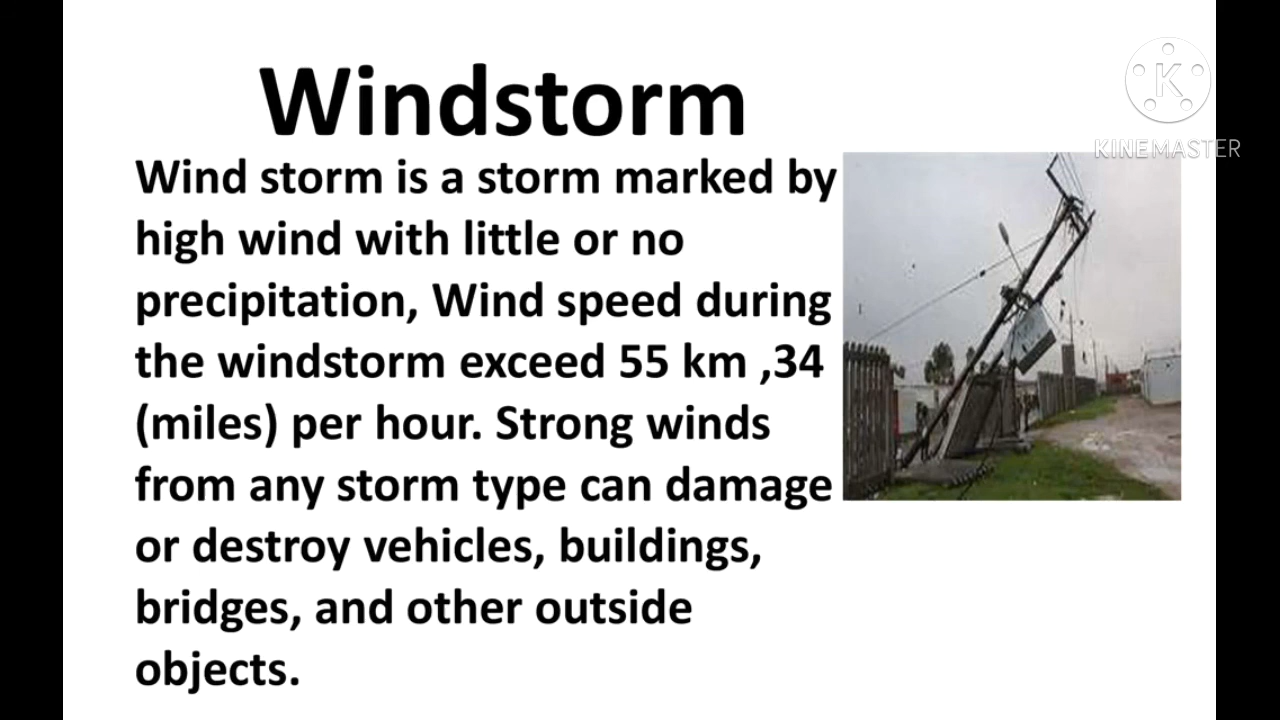 Windstorm
Wind storm is a storm marked by
high wind with little or no
precipitation, Wind speed during
the windstorm exceed 55 km ,34
(miles) per hour. Strong winds
from any storm type can damage
or destroy vehicles, buildings,
bridges, and other outside
objects.
K
KINEMASTER